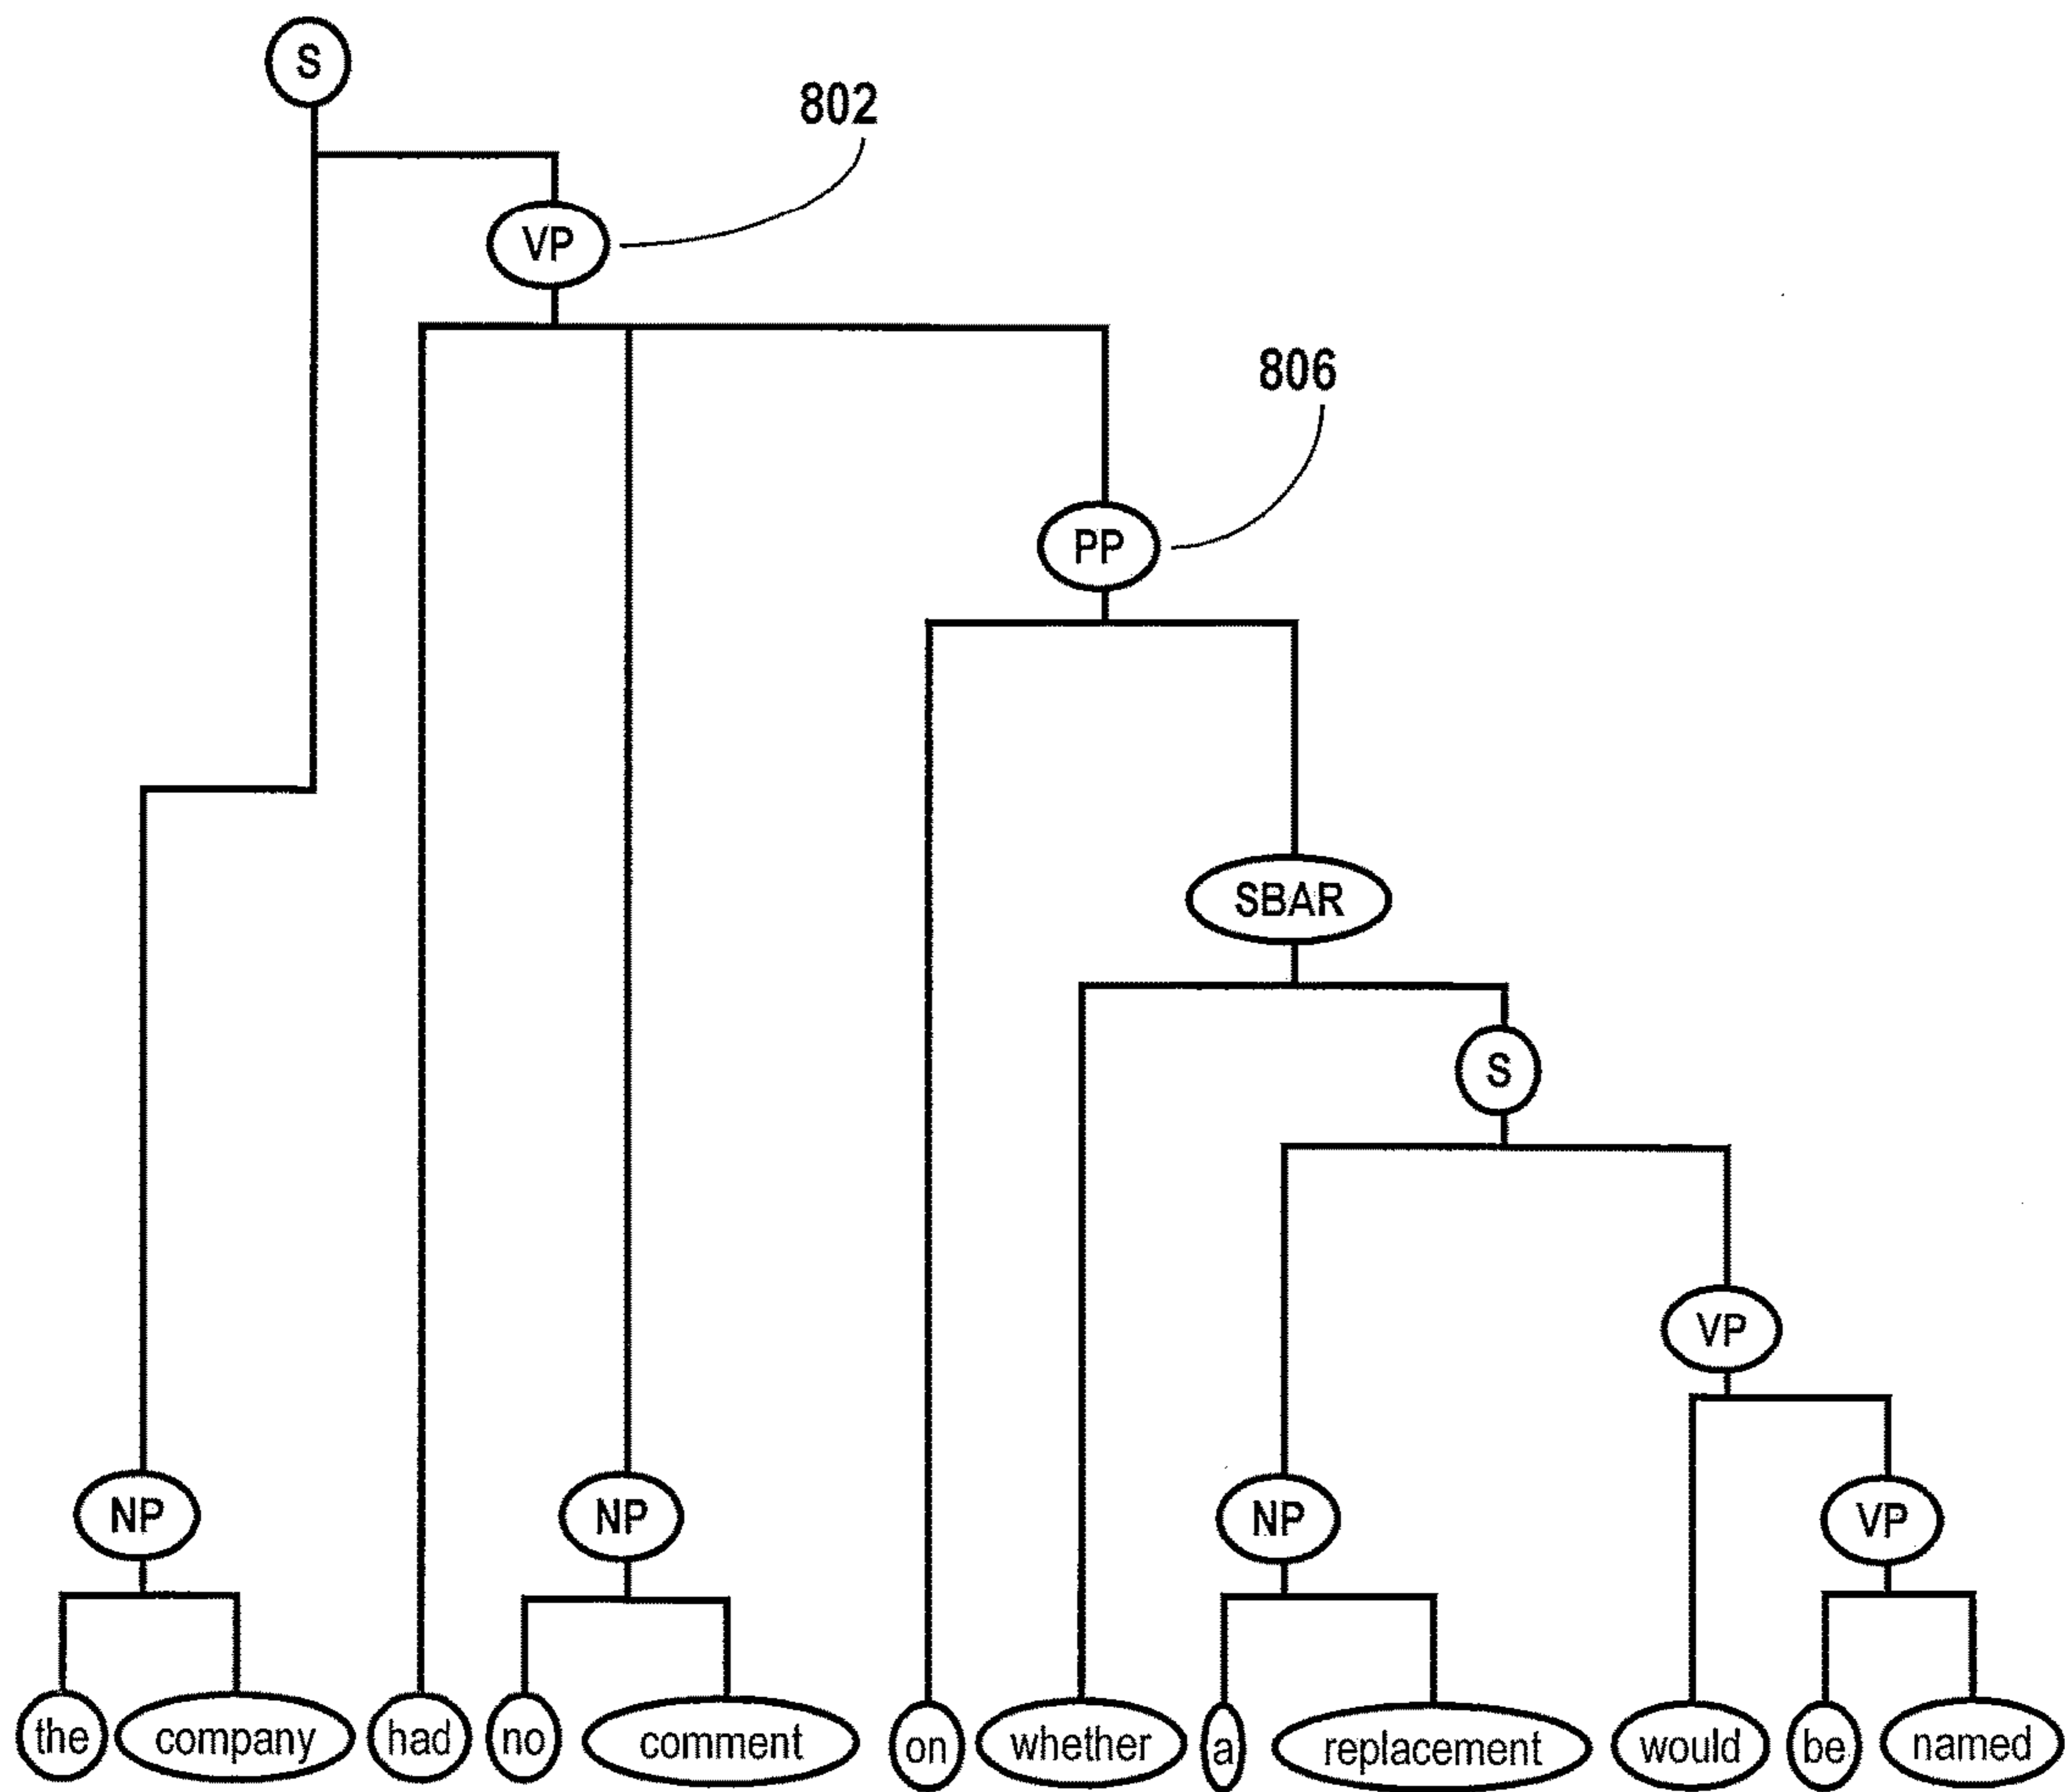 S
802
VP
806
PP
SBAR
S
VP
NP NP NP VP
the company had no comment on whether a replacement would be named